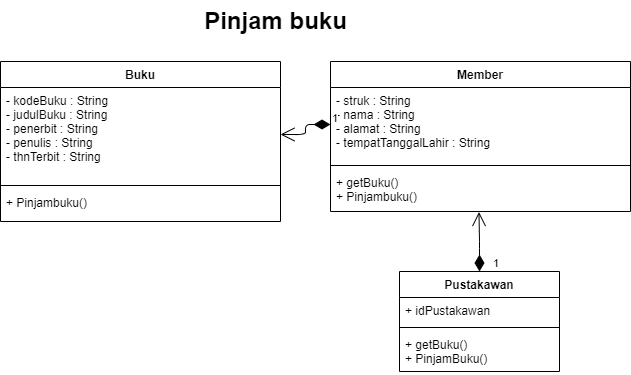 Pinjam buku
Buku
- kodeBuku : String
- judulBuku : String
- penerbit : String
- penulis : String
- thnTerbit : String
+ Pinjambuku()
Member
- struk : String
- nama : String
- alamat : String
- tempatTanggalLahir : String
+ getBuku()
+ Pinjambuku()
1
1
Pustakawan
+ idPustakawan
+ getBuku()
+ PinjamBuku()